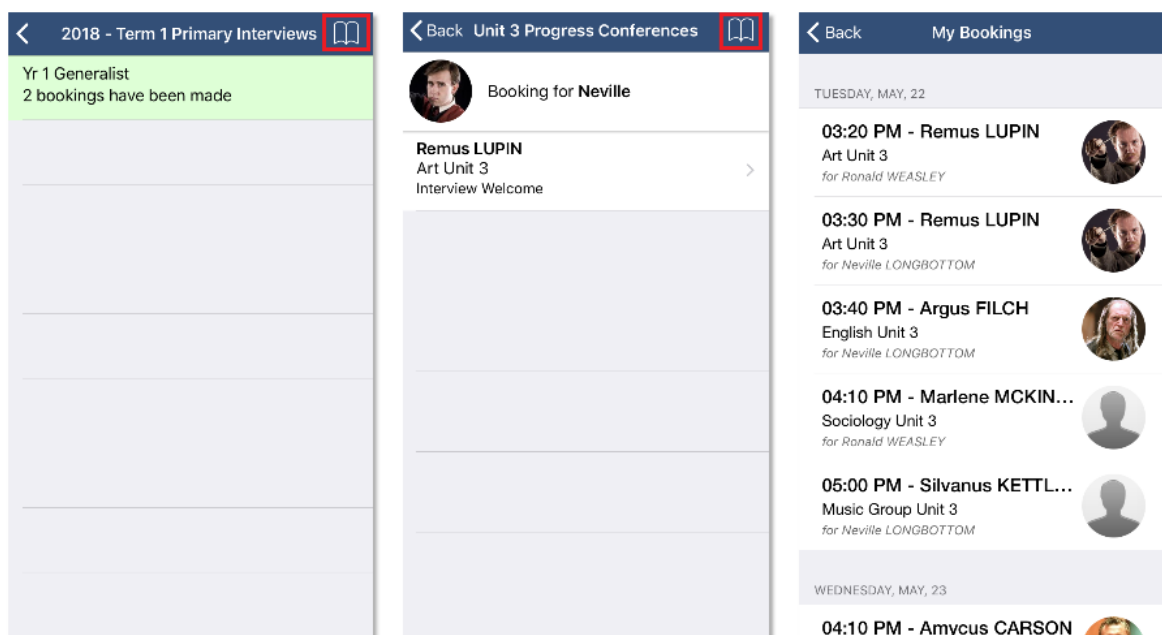 2018 - Term 1 Primary Interviews
Yr 1 Generalist
2 bookings have been made
Back Unit 3 Progress Conferences
Booking for Neville
Remus LUPIN
Art Unit 3
Interview Welcome
Back My Bookings
TUESDAY, MAY, 22
03:20 PM - Remus LUPIN
Art Unit 3
for Ronald WEASLEY
03:30 PM - Remus LUPIN
Art Unit 3
for Neville LONGBOTTOM
03:40 PM - Argus FILCH
English Unit 3
for Neville LONGBOTTOM
04:10 PM - Marlene MCKIN...
Sociology Unit 3
for Ronald WEASLEY
05:00 PM - Silvanus KETTL...
Music Group Unit 3
for Neville LONGBOTTOM
WEDNESDAY, MAY, 23
04:10 PM - Amycus CARSON